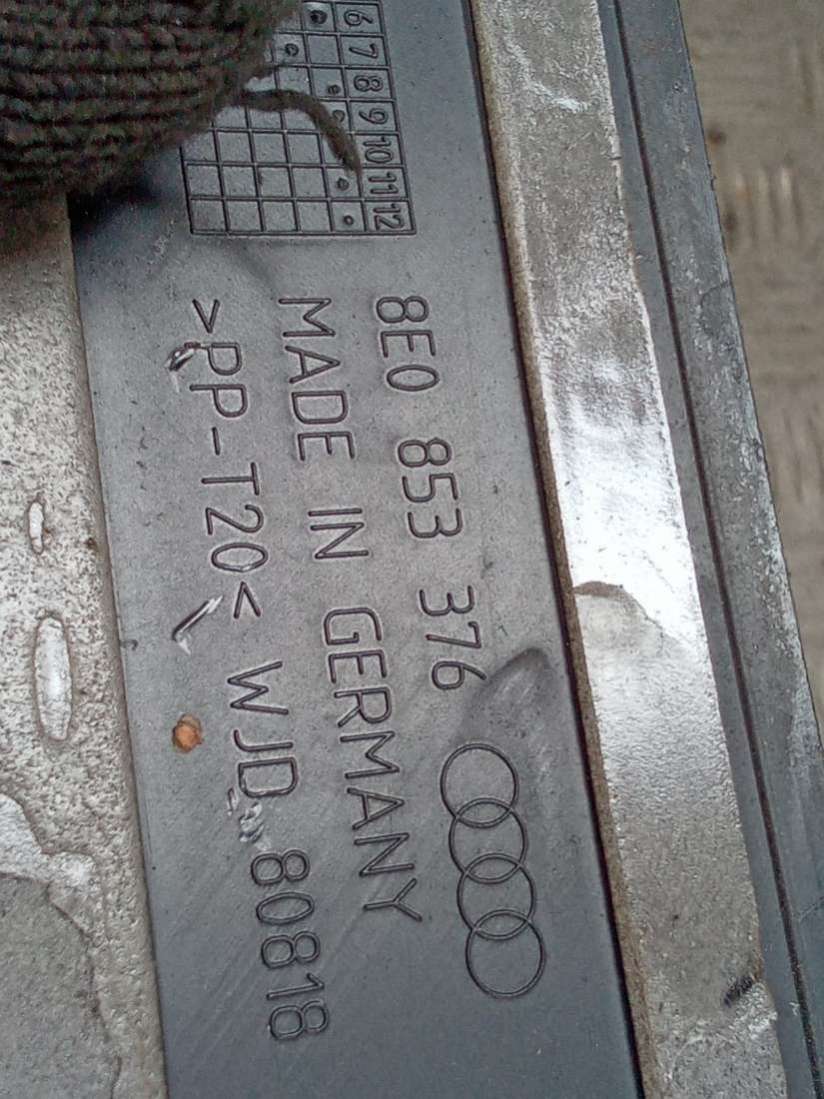 6 7 8 9 10 11 12
8E0 853 376
MADE IN GERMANY
>PP-T20< WJD 80818